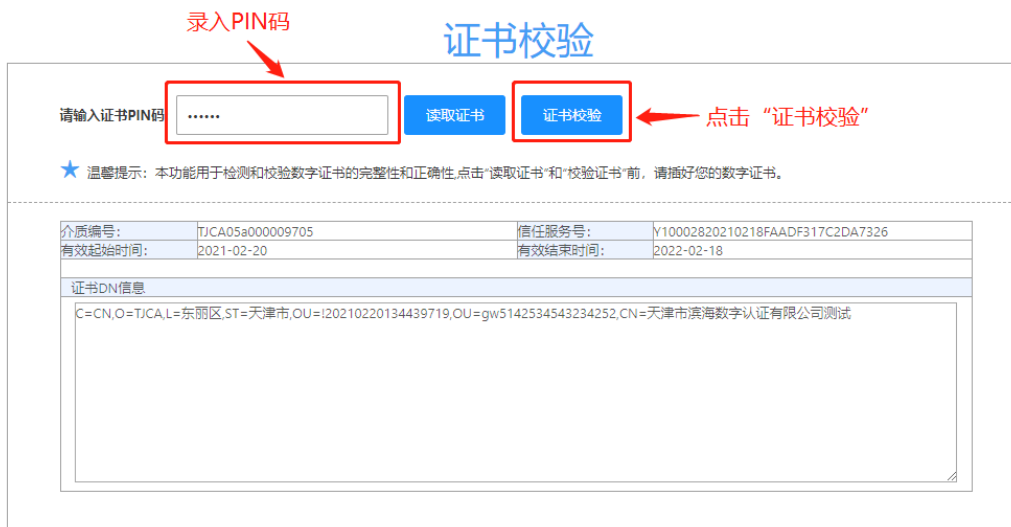 录入PIN码
证书校验
请输入证书PIN码 •••••• 读取证书 证书校验 点击“证书校验”
★ 温馨提示：本功能用于检测和校验数字证书的完整性和正确性,点击“读取证书”和“校验证书”前，请插好您的数字证书。
介质编号： TJCA05a000009705 信任服务号： Y10002820210218FAADF317C2DA7326
有效起始时间： 2021-02-20 有效结束时间： 2022-02-18
证书DN信息
C=CN,O=TJCA,L=东丽区,ST=天津市,OU=!20210220134439719,OU=gw5142534543234252,CN=天津市滨海数字认证有限公司测试